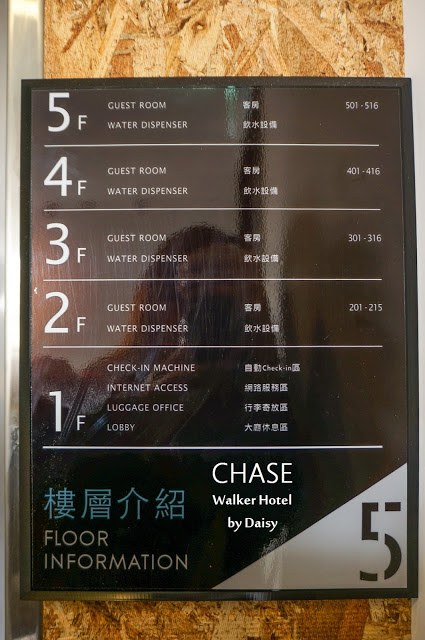 5F GUEST ROOM 客房 501 - 516
WATER DISPENSER 飲水設備
4F GUEST ROOM 客房 401 - 416
WATER DISPENSER 飲水設備
3F GUEST ROOM 客房 301 - 316
WATER DISPENSER 飲水設備
2F GUEST ROOM 客房 201 - 215
WATER DISPENSER 飲水設備
1F CHECK-IN MACHINE 自動Check-in區
INTERNET ACCESS 網路服務區
LUGGAGE OFFICE 行李寄放區
LOBBY 大廳休息區
CHASE
Walker Hotel
by Daisy
樓層介紹
FLOOR
INFORMATION
5